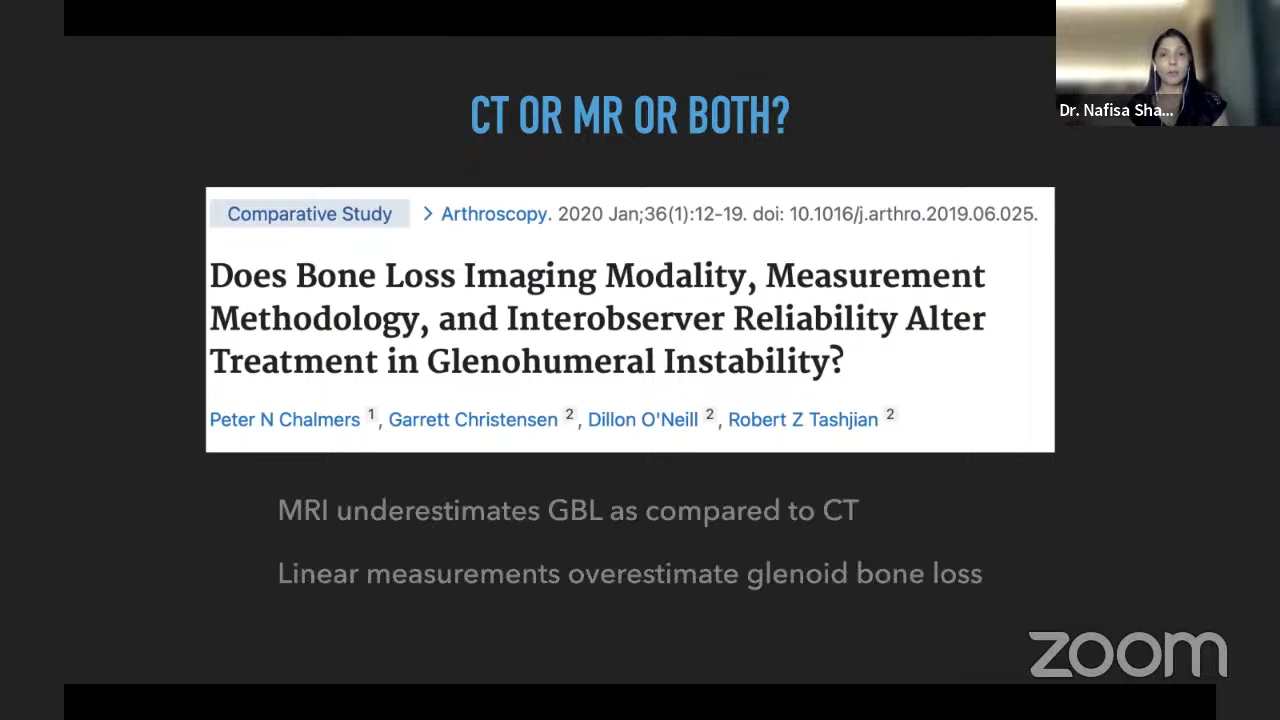 CT OR MR OR BOTH?
Dr. Nafisa Sha...
Comparative Study > Arthroscopy. 2020 Jan;36(1):12-19. doi: 10.1016/j.arthro.2019.06.025.
Does Bone Loss Imaging Modality, Measurement
Methodology, and Interobserver Reliability Alter
Treatment in Glenohumeral Instability?
Peter N Chalmers 1, Garrett Christensen 2, Dillon O'Neill 2, Robert Z Tashjian 2
MRI underestimates GBL as compared to CT
Linear measurements overestimate glenoid bone loss
zoom